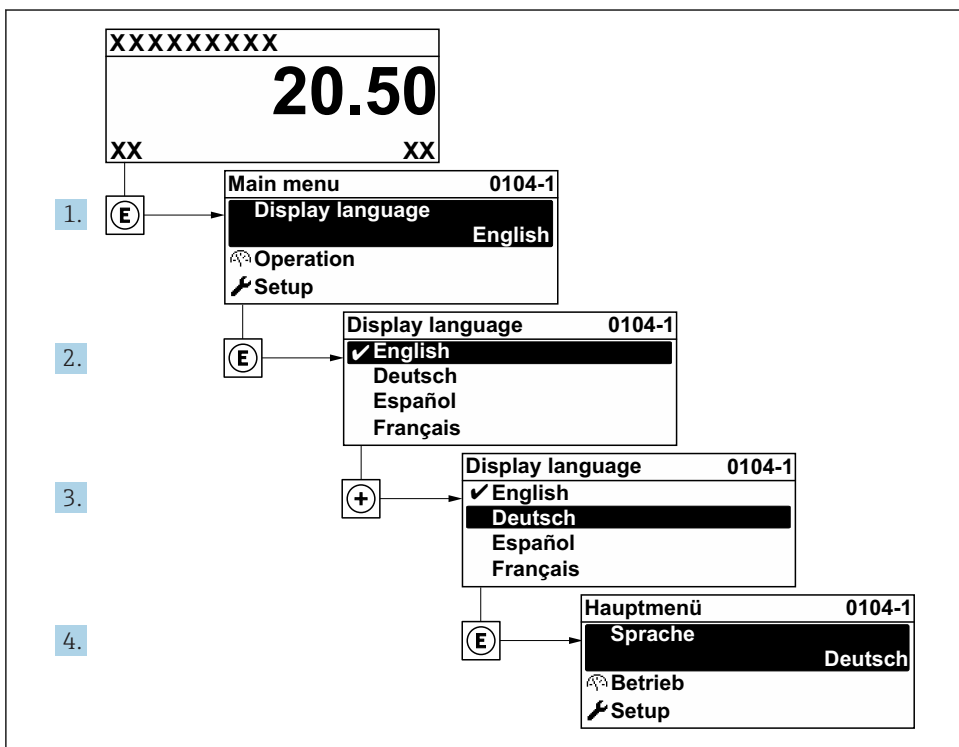 XXXXXXXXX
20.50
XX XX
1. E
Main menu 0104-1
Display language
English
Operation
Setup
2. E
Display language 0104-1
✔English
Deutsch
Español
Français
3. +
Display language 0104-1
✔English
Deutsch
Español
Français
4. E
Hauptmenü 0104-1
Sprache
Deutsch
Betrieb
Setup